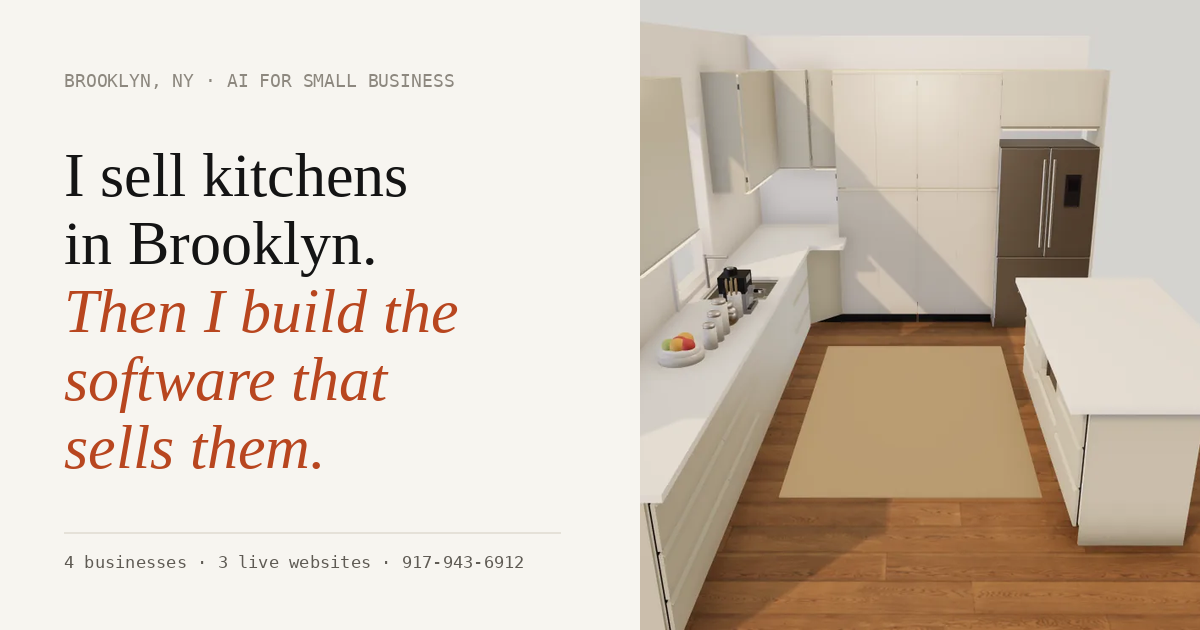 BROOKLYN, NY · AI FOR SMALL BUSINESS
I sell kitchens
in Brooklyn.
Then I build the
software that
sells them.
4 businesses · 3 live websites · 917-943-6912